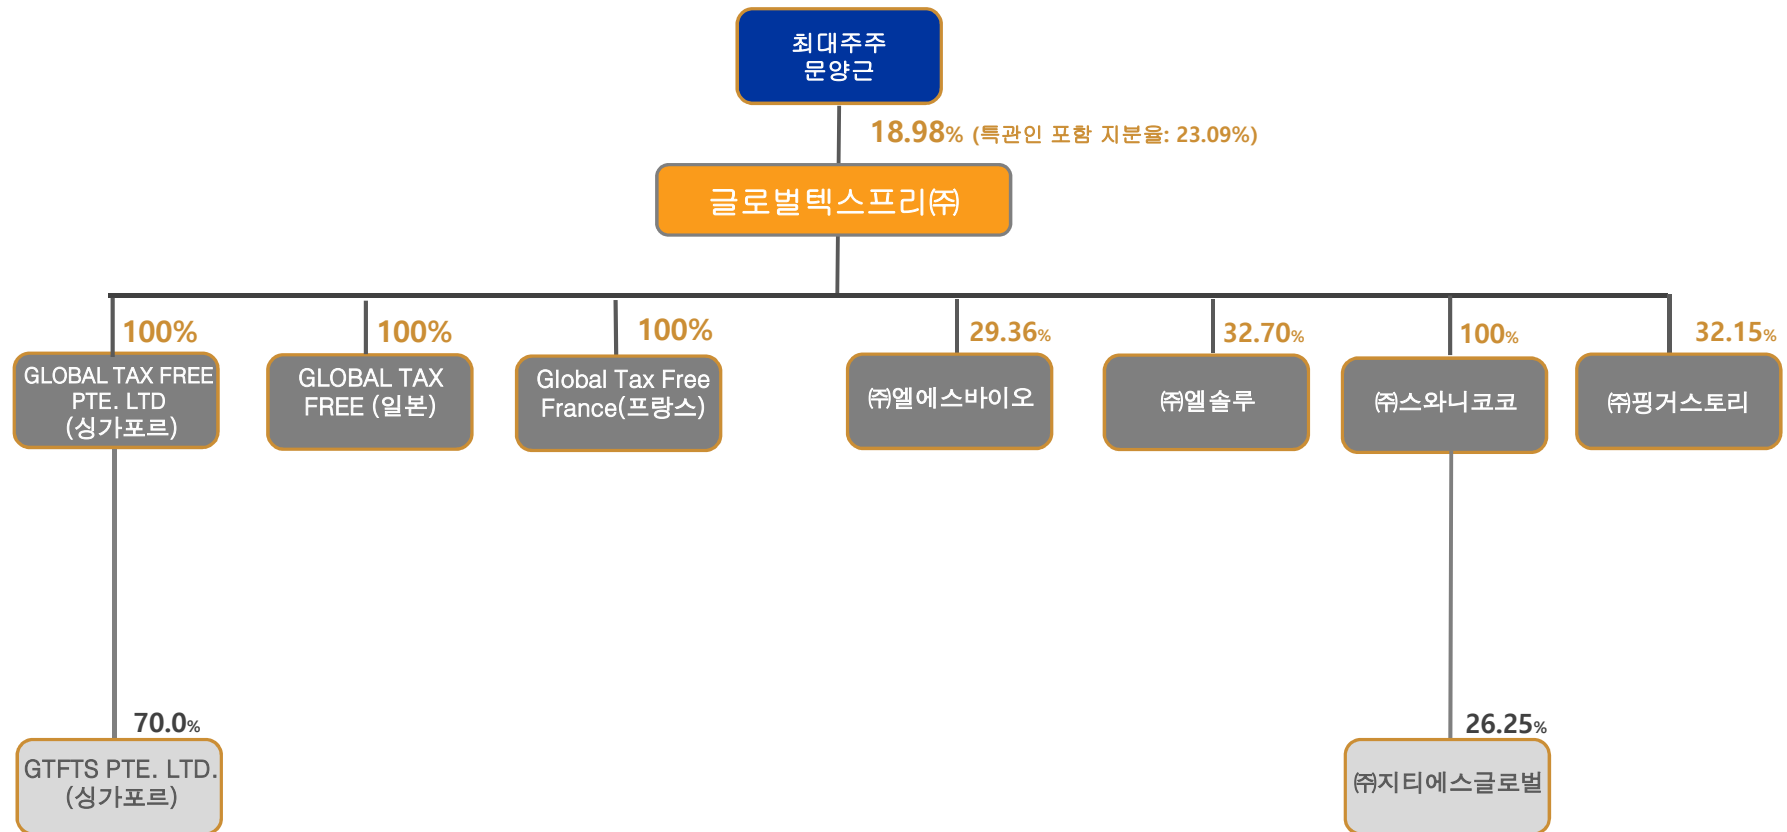 최대주주
문양근
18.98% (특관인 포함 지분율: 23.09%)
글로벌텍스프리㈜
100%
100%
100%
29.36%
32.70%
100%
32.15%
GLOBAL TAX FREE
PTE. LTD
(싱가포르)
GLOBAL TAX
FREE (일본)
Global Tax Free
France(프랑스)
㈜엘에스바이오
㈜엘솔루
㈜스와니코코
㈜핑거스토리
70.0%
26.25%
GTFTS PTE. LTD.
(싱가포르)
㈜지티에스글로벌